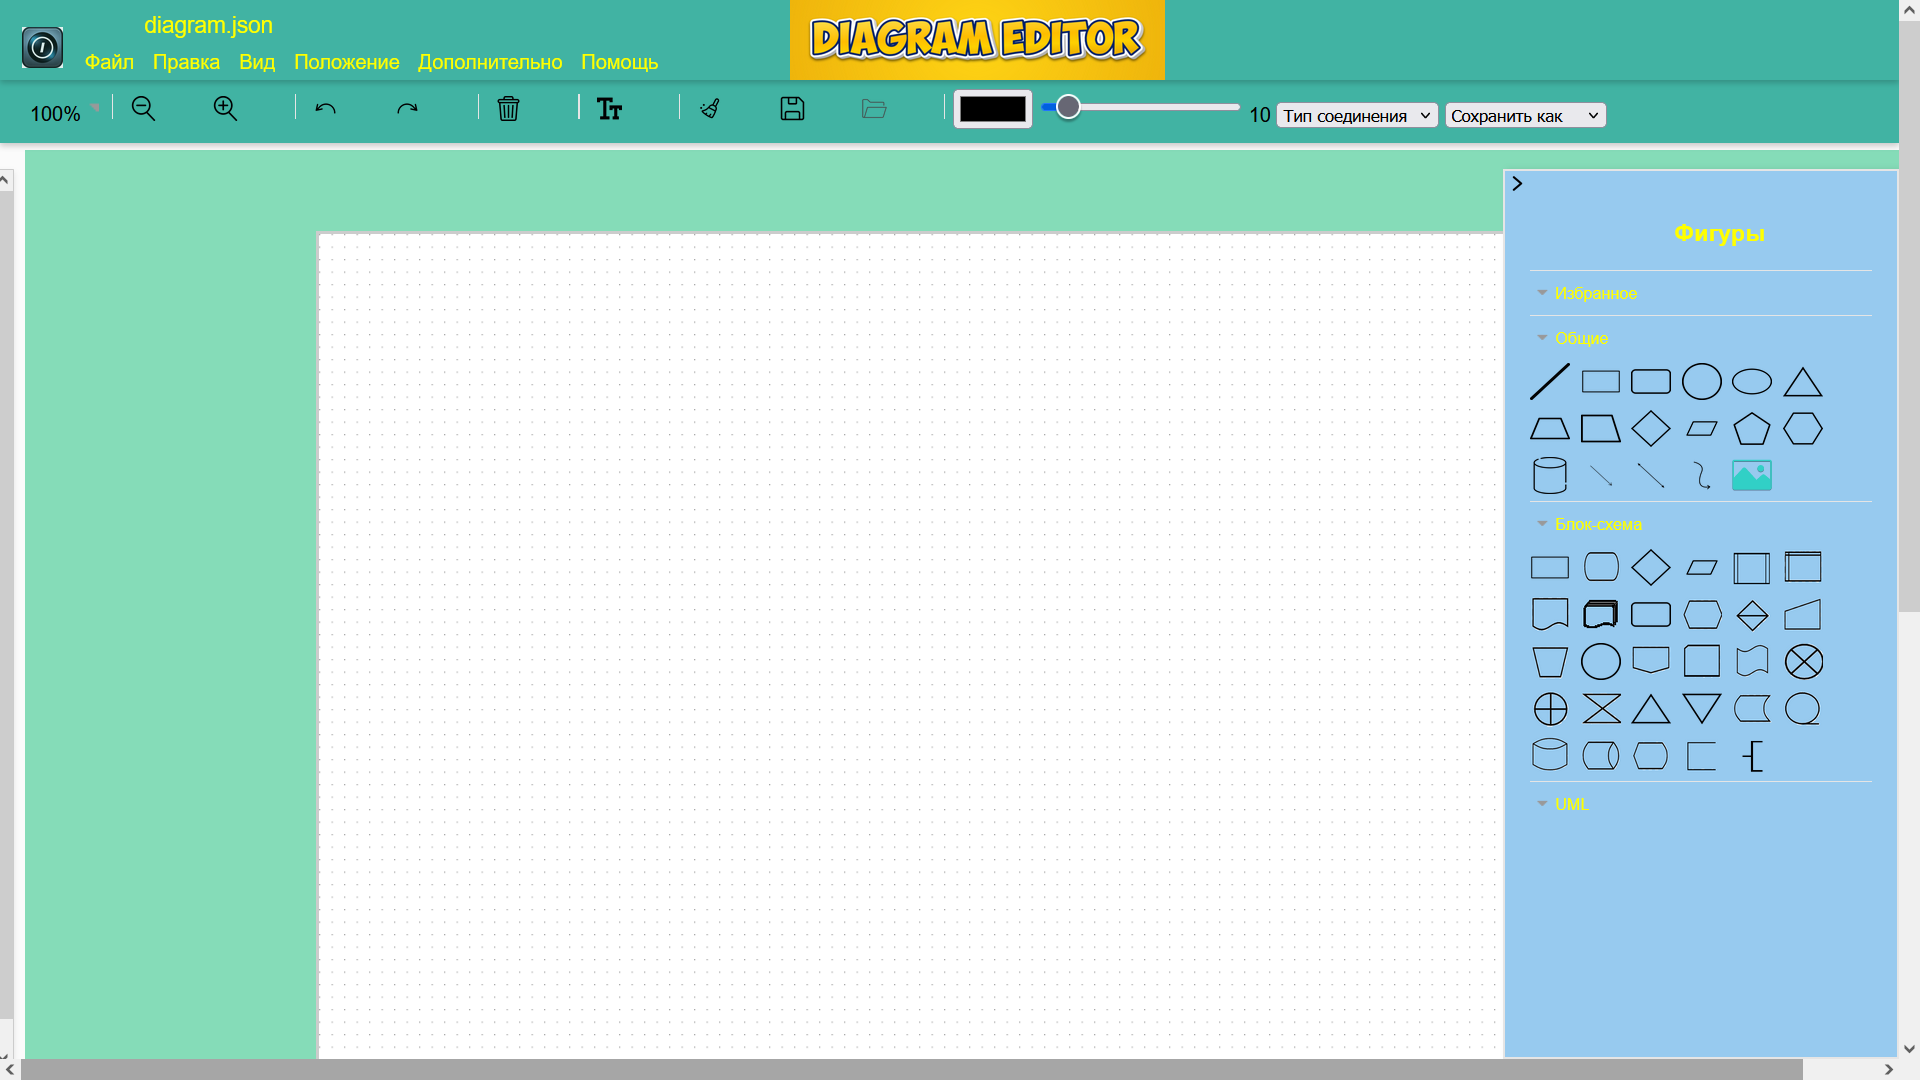 diagram.json
Файл Правка Вид Положение Дополнительно Помощь
DIAGRAM EDITOR
100%
Tт
10 Тип соединения Сохранить как
Фигуры
Избранное
Общие
Блок-схема
UML